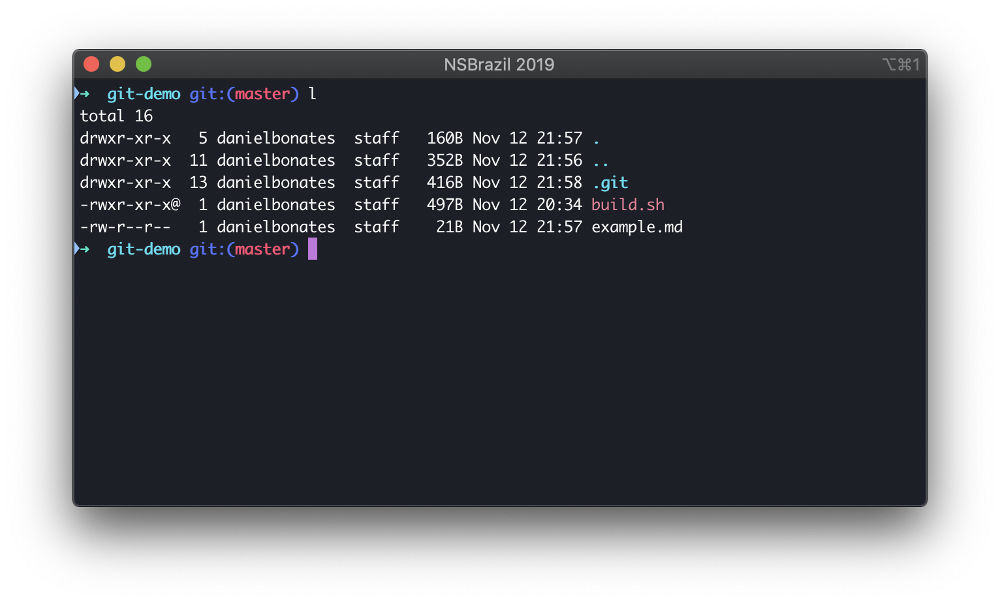 NSBrazil 2019 ⌥⌘1
➜  git-demo git:(master) l
total 16
drwxr-xr-x   5 danielbonates  staff   160B Nov 12 21:57 .
drwxr-xr-x  11 danielbonates  staff   352B Nov 12 21:56 ..
drwxr-xr-x  13 danielbonates  staff   416B Nov 12 21:58 .git
-rwxr-xr-x@  1 danielbonates  staff   497B Nov 12 20:34 build.sh
-rw-r--r--   1 danielbonates  staff    21B Nov 12 21:57 example.md
➜  git-demo git:(master)